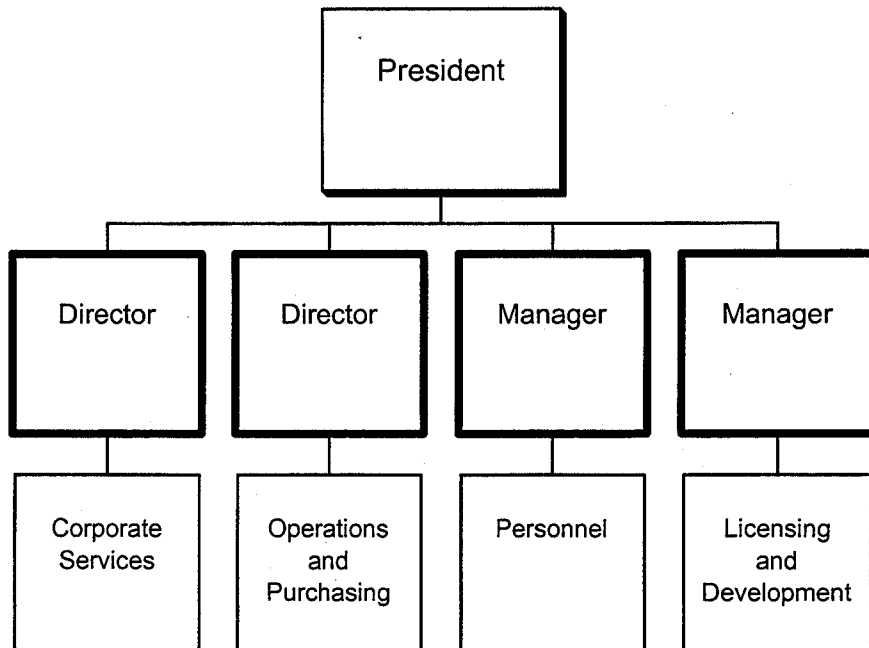 President
Director
Director
Manager
Manager
Corporate
Services
Operations
and
Purchasing
Personnel
Licensing
and
Development